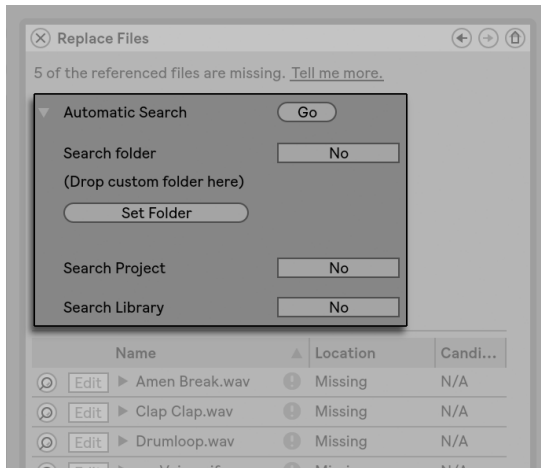 Replace Files
5 of the referenced files are missing. Tell me more.
Automatic Search Go
Search folder No
(Drop custom folder here)
Set Folder
Search Project No
Search Library No
Name Location Candi...
Edit Amen Break.wav Missing N/A
Edit Clap Clap.wav Missing N/A
Edit Drumloop.wav Missing N/A